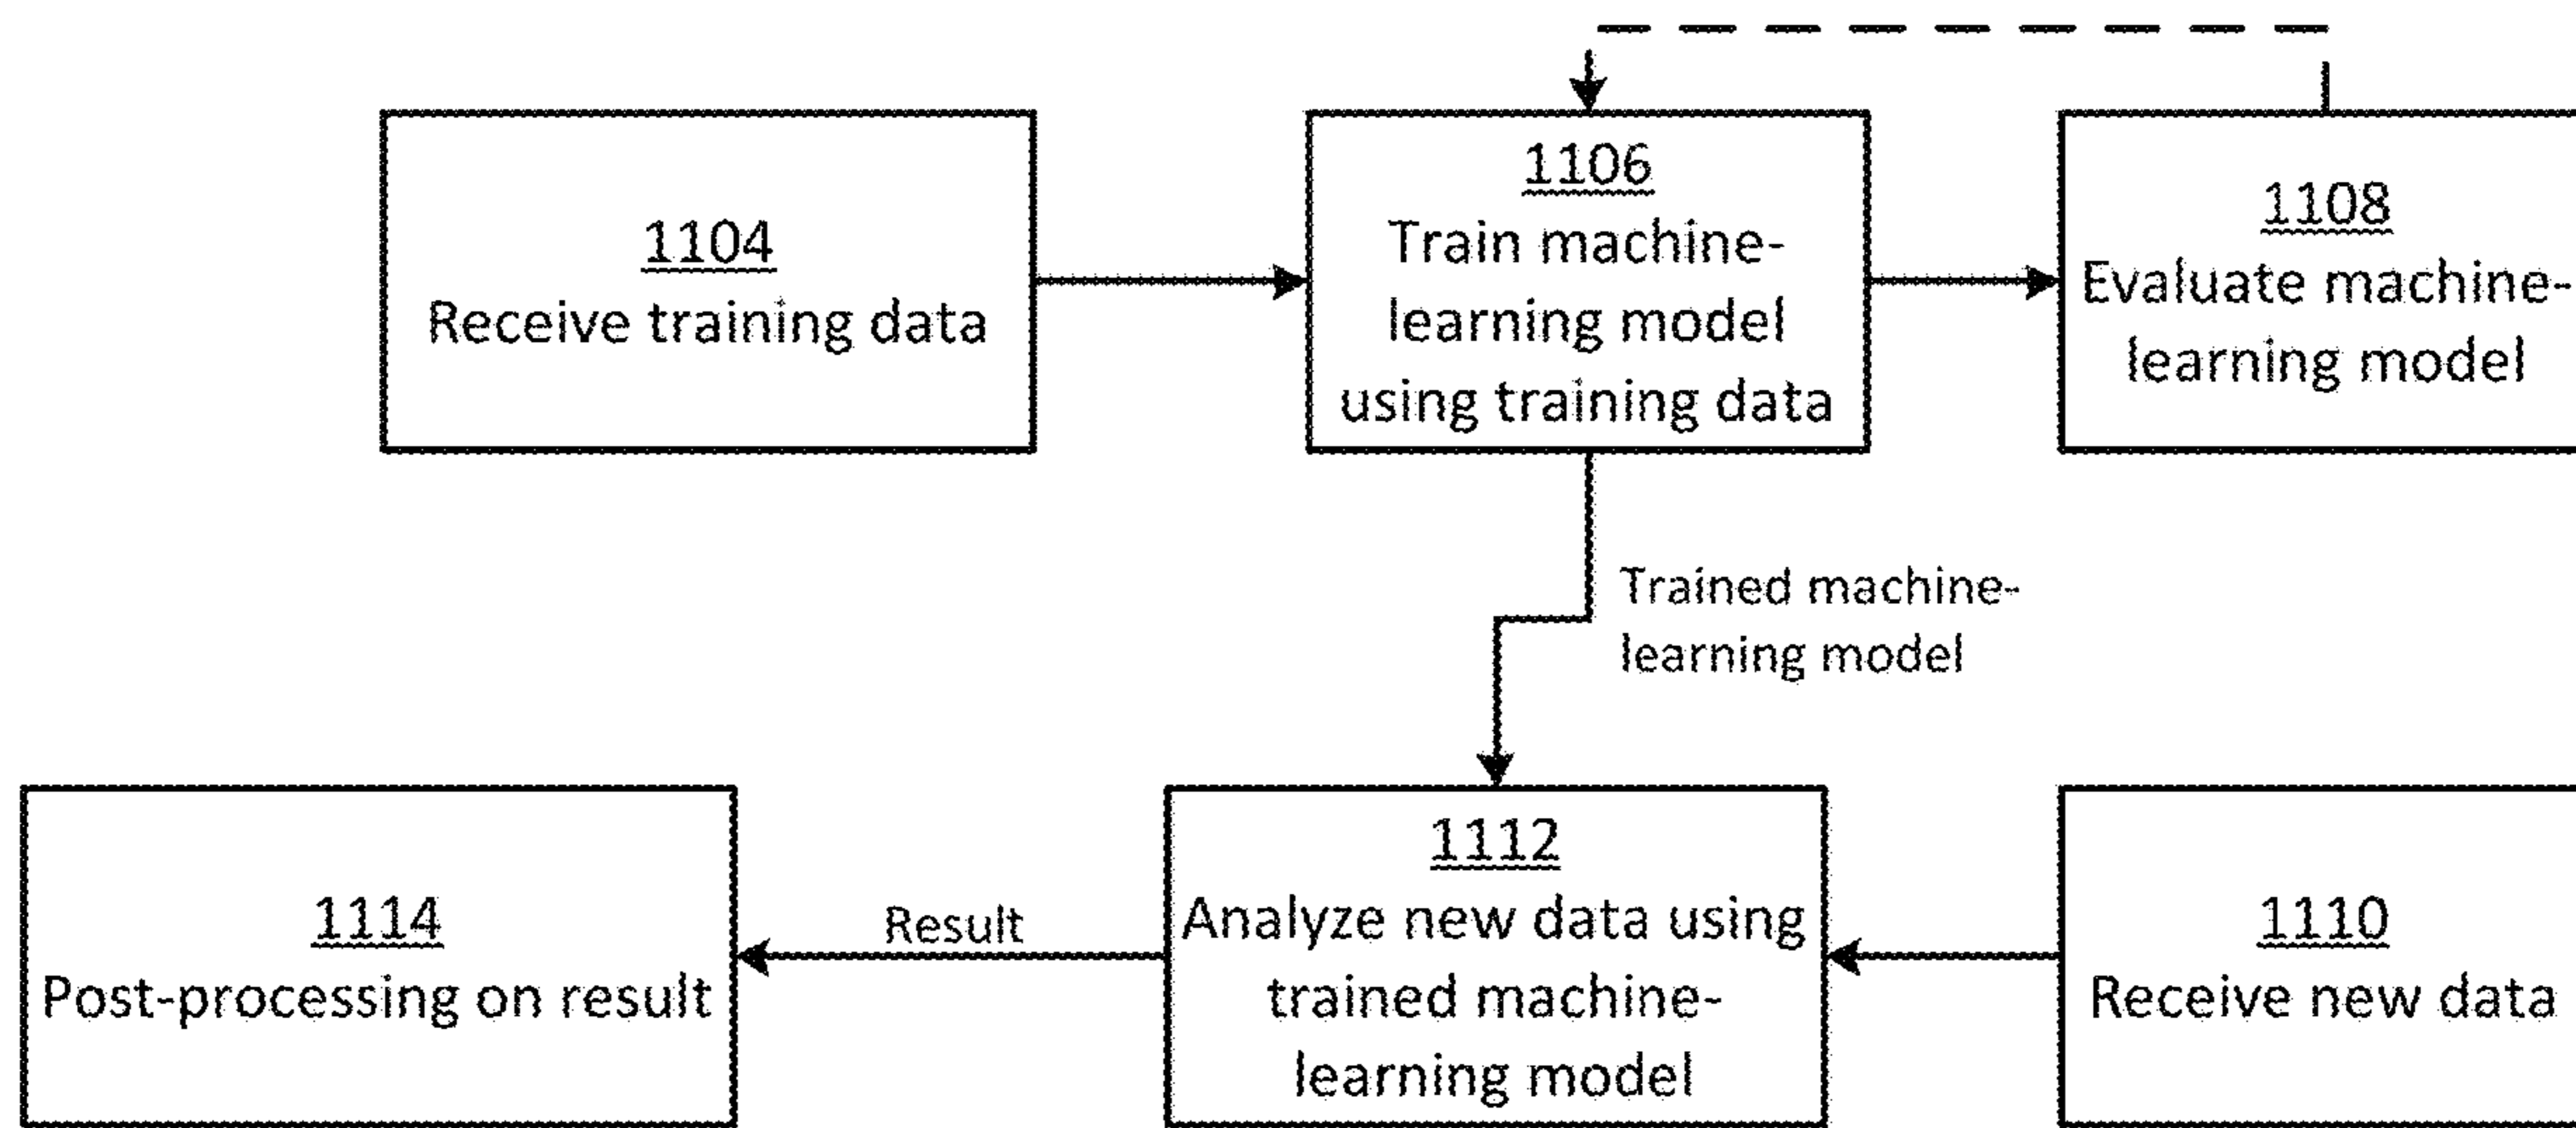 1104
Receive training data
1106
Train machine-
learning model
using training data
1108
Evaluate machine-
learning model
Trained machine-
learning model
1114
Post-processing on result
Result
1112
Analyze new data using
trained machine-
learning model
1110
Receive new data